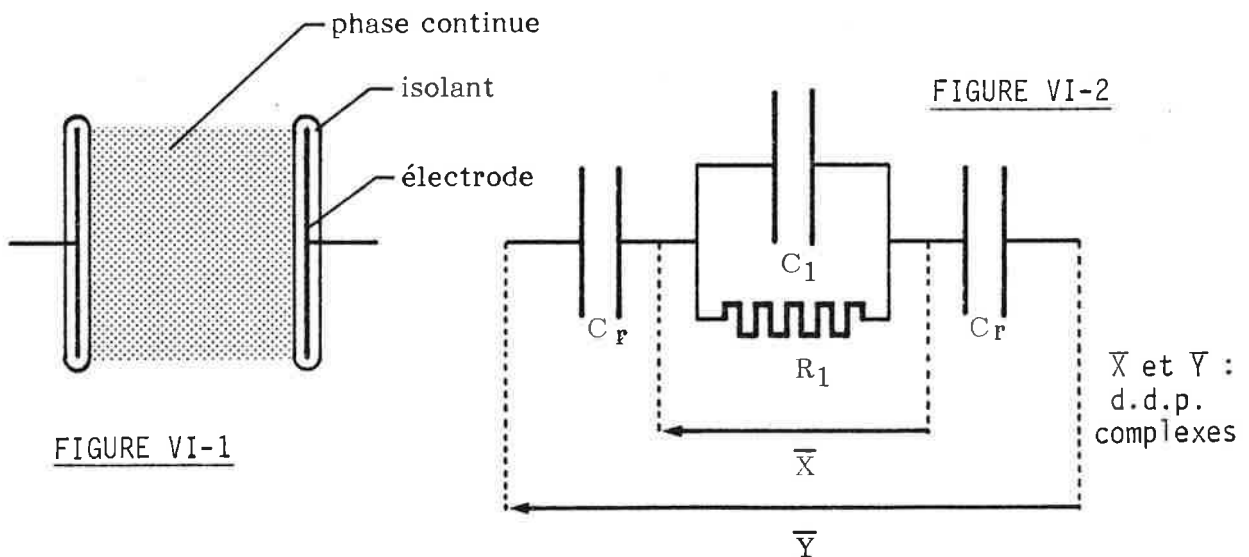 phase continue
isolant
électrode
FIGURE VI-1
FIGURE VI-2
C1
Cr
Cr
R1
X̅ et Y̅ :
d.d.p.
complexes
X̅
Y̅